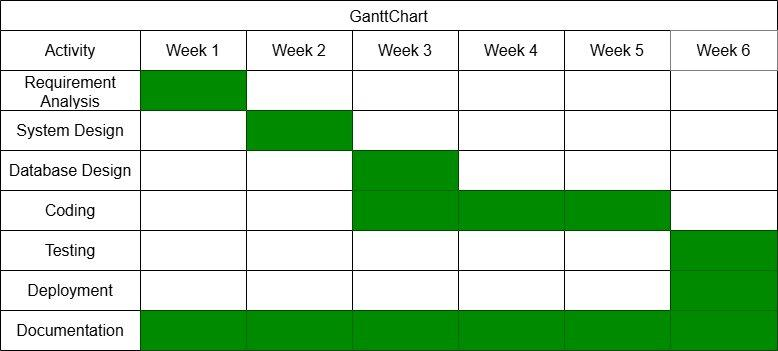 GanttChart
Activity Week 1 Week 2 Week 3 Week 4 Week 5 Week 6
Requirement
Analysis
System Design
Database Design
Coding
Testing
Deployment
Documentation